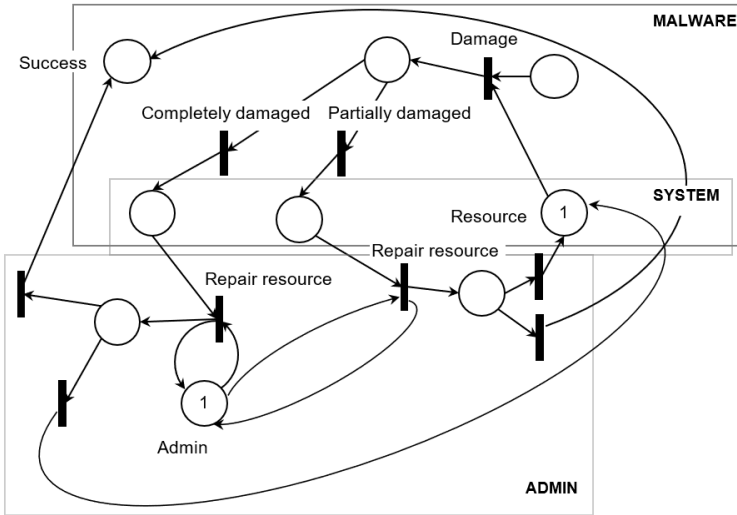 MALWARE
Damage
Success
Completely damaged
Partially damaged
SYSTEM
Resource
1
Repair resource
Repair resource
1
Admin
ADMIN